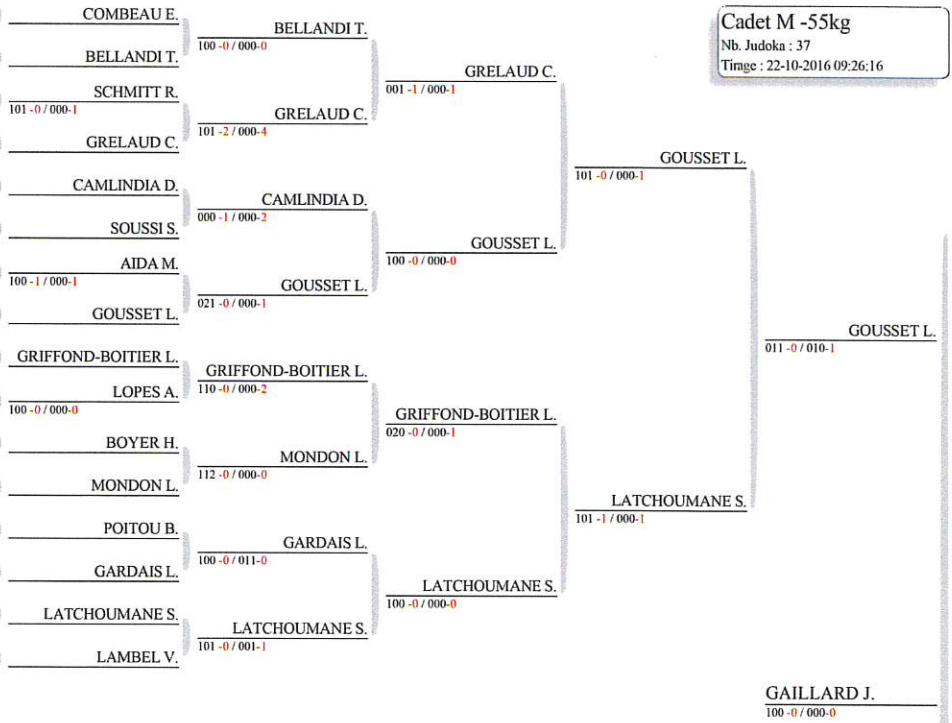 Cadet M -55kg
Nb. Judoka : 37
Tirage : 22-10-2016 09:26:16
COMBEAU E.
BELLANDI T.
SCHMITT R.
101 -0 / 000-1
GRELAUD C.
CAMLINDIA D.
SOUSSI S.
AIDA M.
100 -1 / 000-1
GOUSSET L.
GRIFFOND-BOITIER L.
LOPES A.
100 -0 / 000-0
BOYER H.
MONDON L.
POITOU B.
GARDAIS L.
LATCHOUMANE S.
LAMBEL V.
BELLANDI T.
100 -0 / 000-0
GRELAUD C.
101 -2 / 000-4
CAMLINDIA D.
000 -1 / 000-2
GOUSSET L.
021 -0 / 000-1
GRIFFOND-BOITIER L.
110 -0 / 000-2
MONDON L.
112 -0 / 000-0
GARDAIS L.
100 -0 / 011-0
LATCHOUMANE S.
101 -0 / 001-1
GRELAUD C.
001 -1 / 000-1
GOUSSET L.
100 -0 / 000-0
GRIFFOND-BOITIER L.
020 -0 / 000-1
LATCHOUMANE S.
100 -0 / 000-0
GOUSSET L.
101 -0 / 000-1
LATCHOUMANE S.
101 -1 / 000-1
GOUSSET L.
011 -0 / 010-1
GAILLARD J.
100 -0 / 000-0